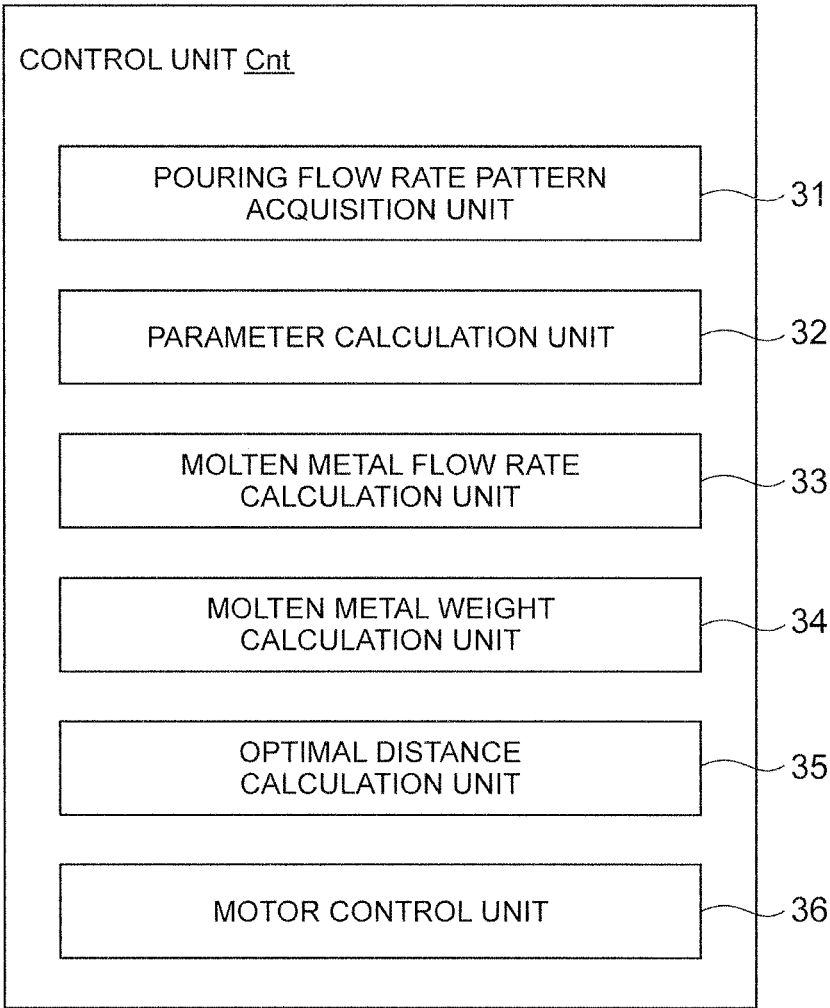 CONTROL UNIT Cnt
POURING FLOW RATE PATTERN
ACQUISITION UNIT
31
PARAMETER CALCULATION UNIT
32
MOLTEN METAL FLOW RATE
CALCULATION UNIT
33
MOLTEN METAL WEIGHT
CALCULATION UNIT
34
OPTIMAL DISTANCE
CALCULATION UNIT
35
MOTOR CONTROL UNIT
36